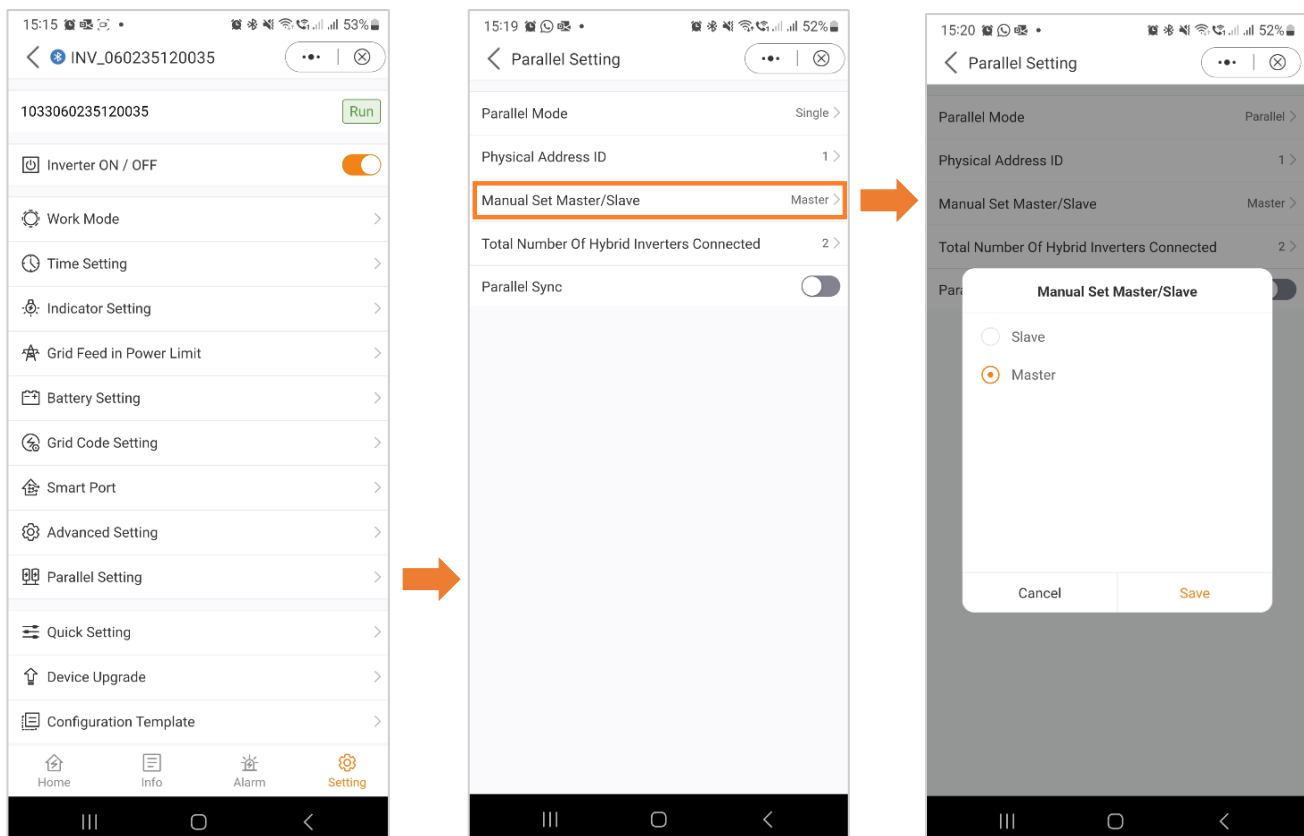 15:15 53%
INV_060235120035
1033060235120035 Run
Inverter ON / OFF
Work Mode
Time Setting
Indicator Setting
Grid Feed in Power Limit
Battery Setting
Grid Code Setting
Smart Port
Advanced Setting
Parallel Setting
Quick Setting
Device Upgrade
Configuration Template
Home Info Alarm Setting
15:19 52%
Parallel Setting
Parallel Mode Single
Physical Address ID 1
Manual Set Master/Slave Master
Total Number Of Hybrid Inverters Connected 2
Parallel Sync
15:20 52%
Parallel Setting
Parallel Mode Parallel
Physical Address ID 1
Manual Set Master/Slave Master
Total Number Of Hybrid Inverters Connected 2
Para
Manual Set Master/Slave
Slave
Master
Cancel Save